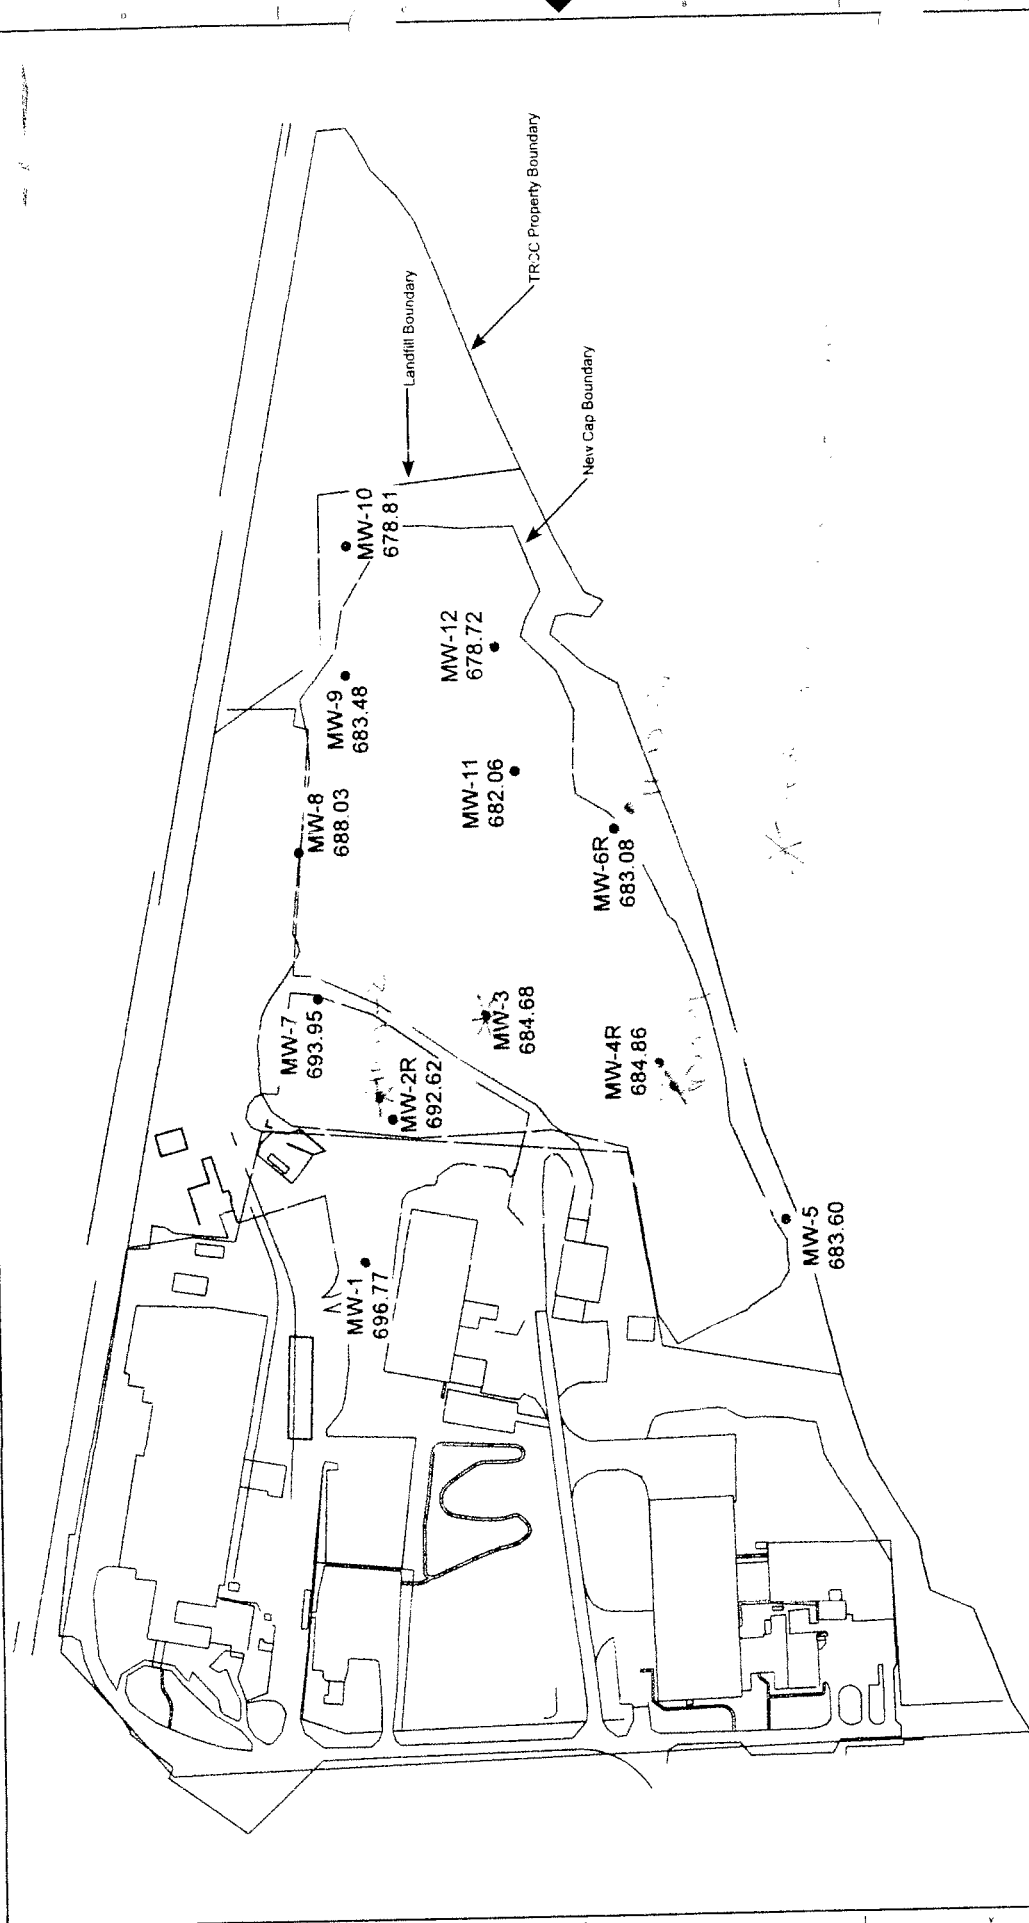 TRCC Property Boundary
Landfill Boundary
New Cap Boundary
MW-10
678.81
MW-12
678.72
MW-9
683.48
MW-11
682.06
MW-8
688.03
MW-6R
683.08
MW-7
693.95
MW-3
684.68
MW-2R
692.62
MW-4R
684.86
MW-5
683.60
MW-1
696.77